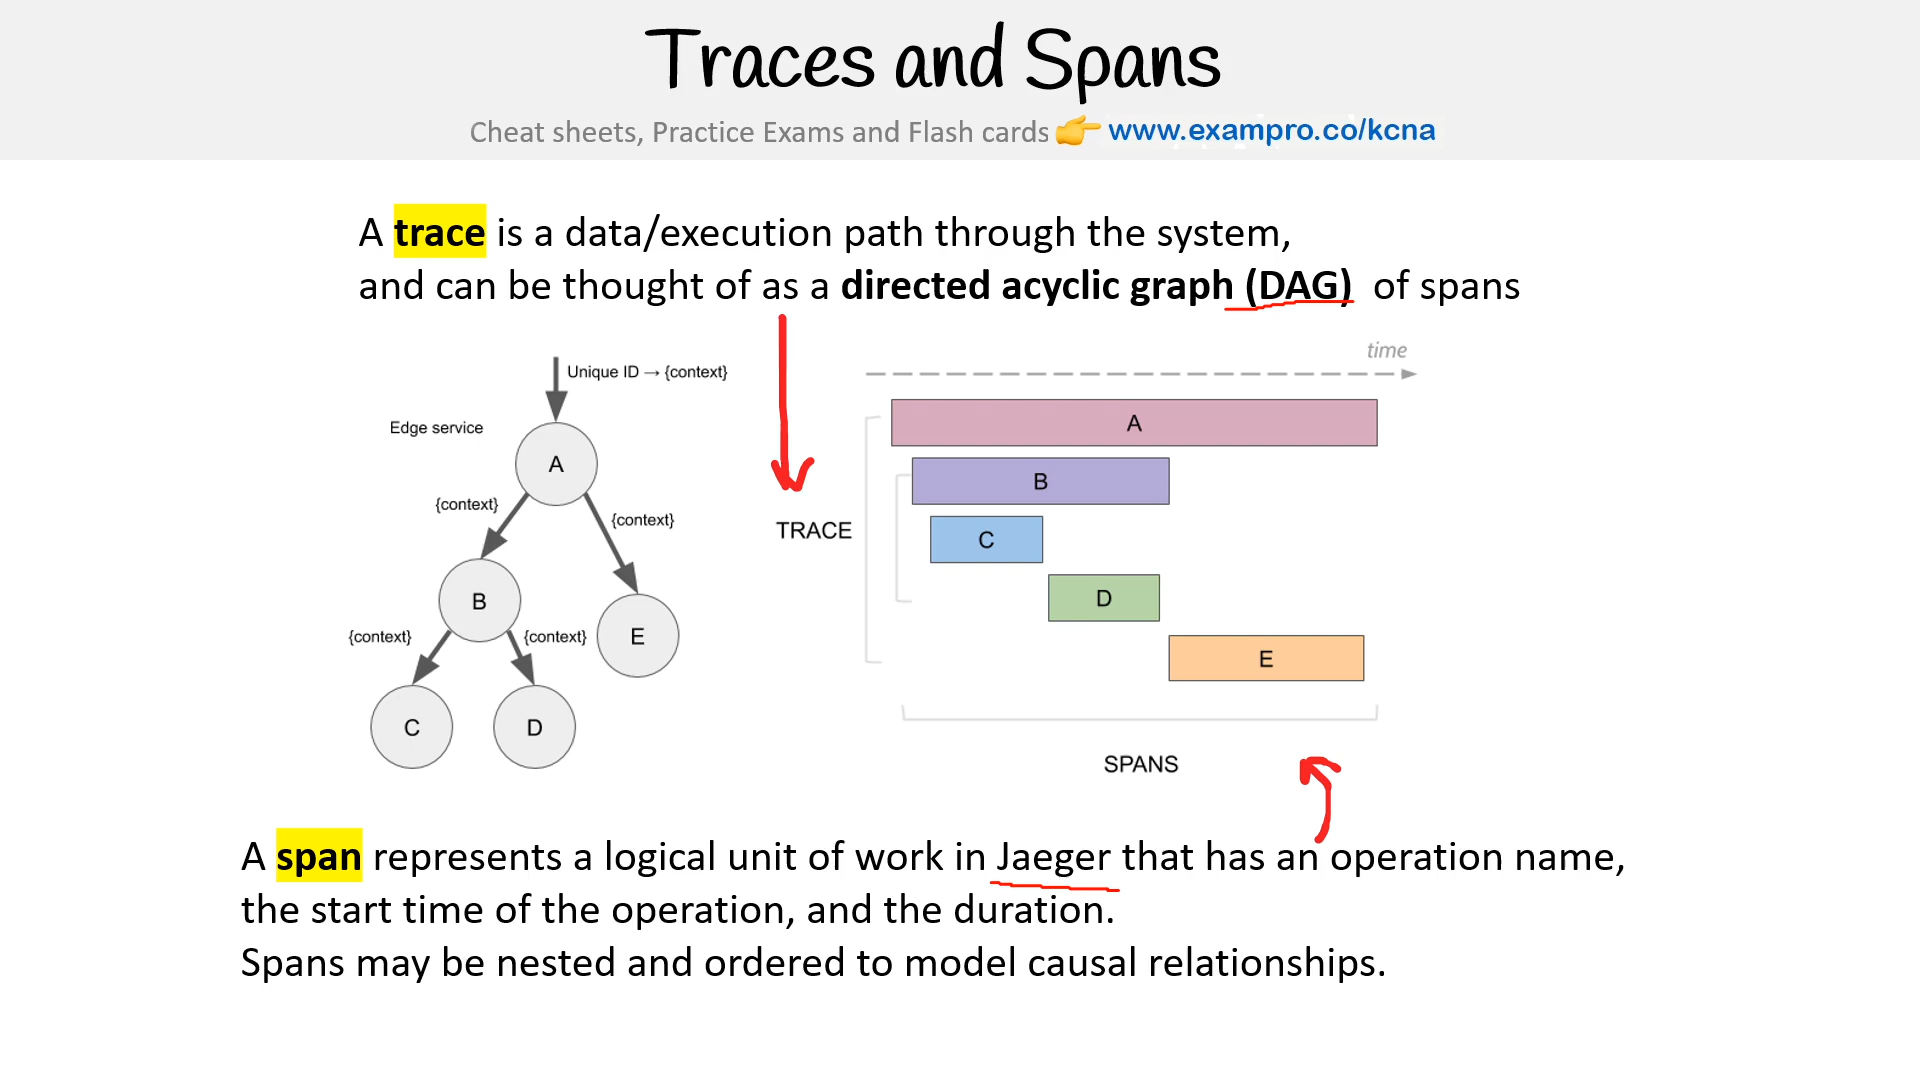 Traces and Spans
Cheat sheets, Practice Exams and Flash cards 👉 www.exampro.co/kcna
A trace is a data/execution path through the system,
and can be thought of as a directed acyclic graph (DAG) of spans
Unique ID → {context}
Edge service
A
{context}
{context}
B
E
{context}
{context}
C
D
time
A
B
TRACE
C
D
E
SPANS
A span represents a logical unit of work in Jaeger that has an operation name,
the start time of the operation, and the duration.
Spans may be nested and ordered to model causal relationships.